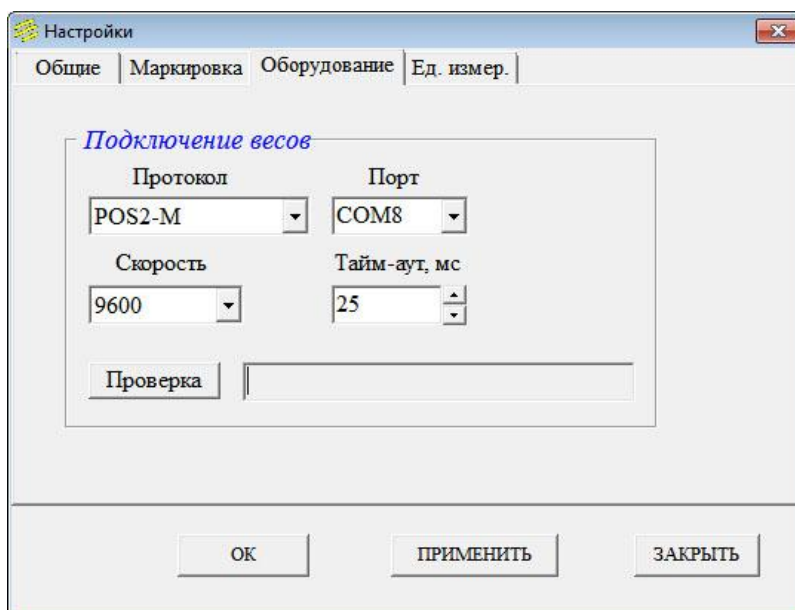 Настройки
Общие Маркировка Оборудование Ед. измер.
Подключение весов
Протокол Порт
POS2-M COM8
Скорость Тайм-аут, мс
9600 25
Проверка
ОК ПРИМЕНИТЬ ЗАКРЫТЬ